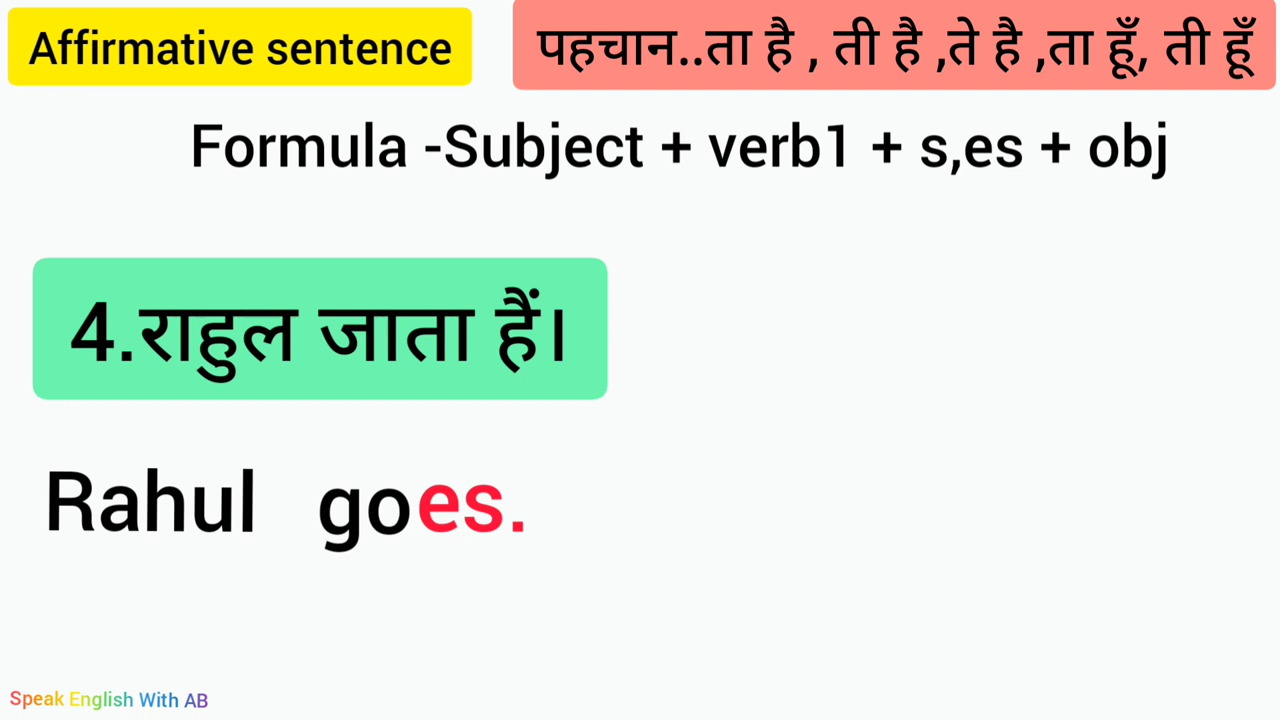 Affirmative sentence
पहचान..ता है , ती है ,ते है ,ता हूँ, ती हूँ
Formula -Subject + verb1 + s,es + obj
4.राहुल जाता हैं।
Rahul goes.
Speak English With AB